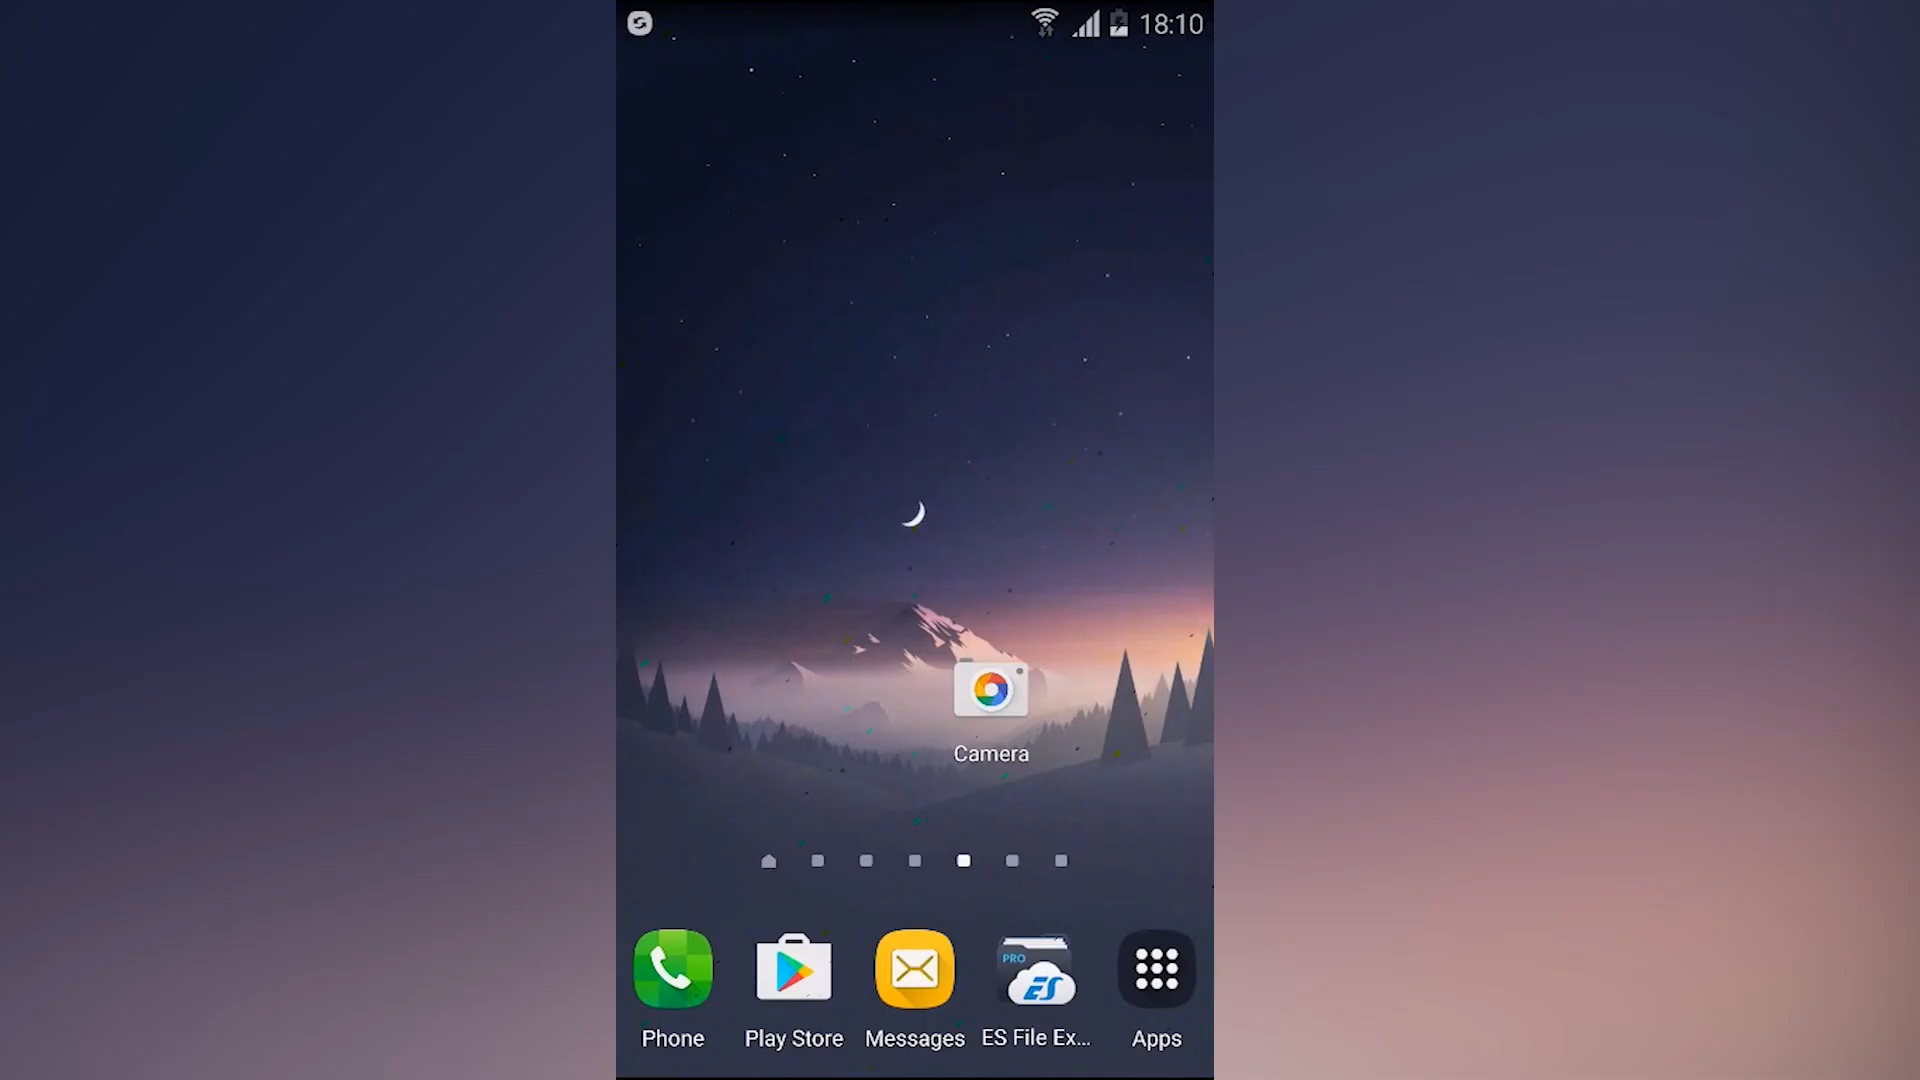 18:10
Camera
PRO
ES
Phone
Play Store
Messages
ES File Ex...
Apps